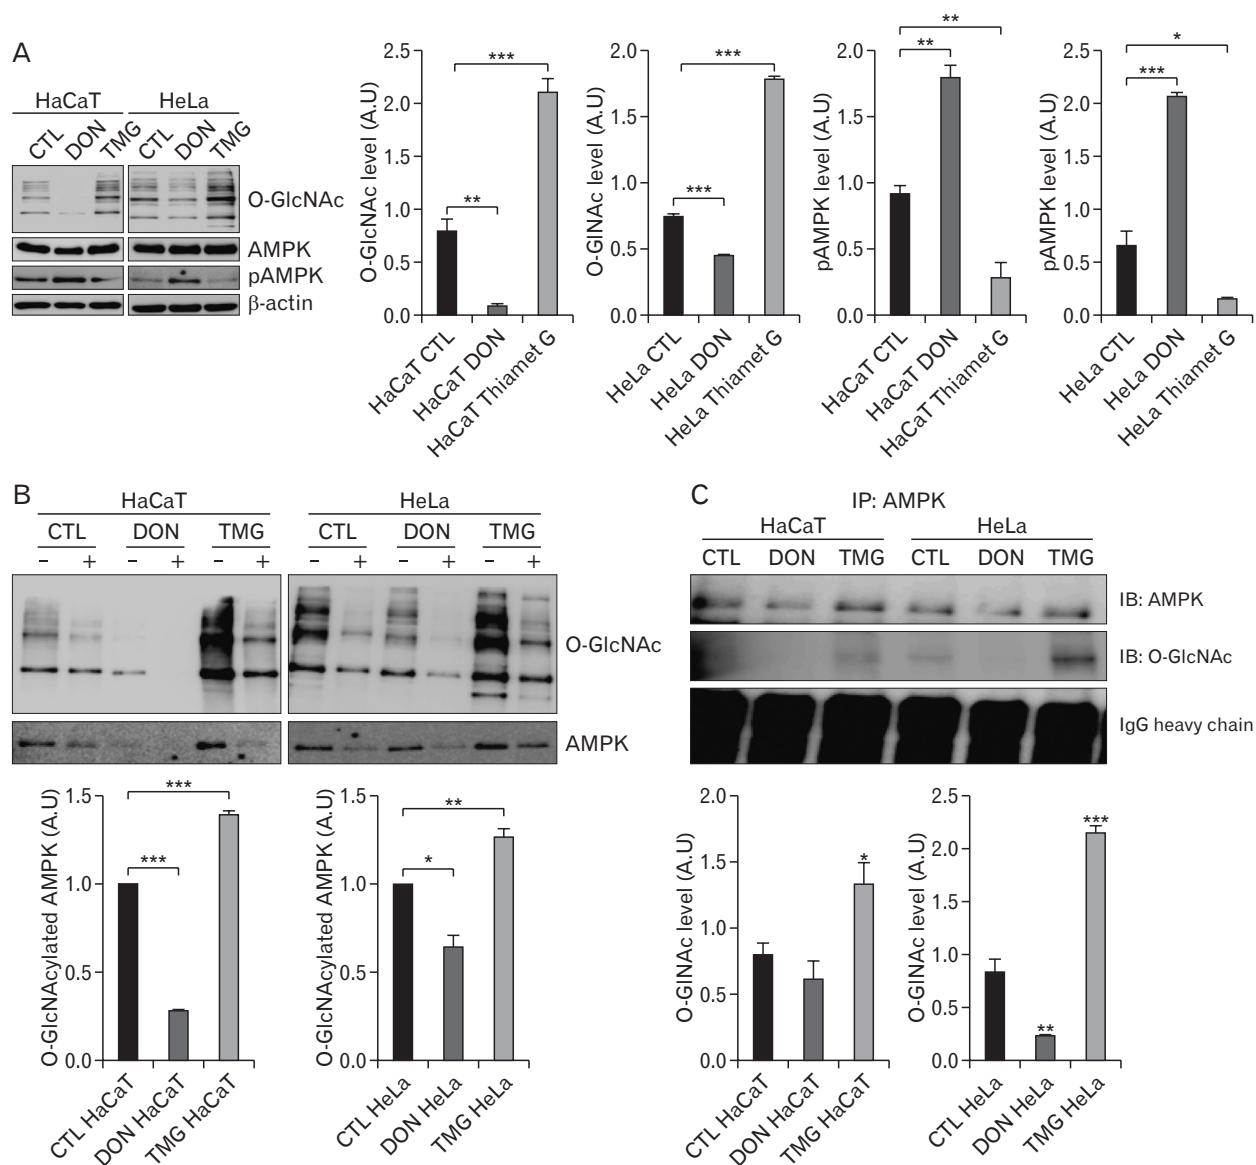 A
HaCaT HeLa
CTL DON TMG CTL DON TMG
O-GlcNAc
AMPK
pAMPK
β-actin
O-GlcNAc level (A.U)
2.5
2.0
1.5
1.0
0.5
0.0
***
**
HaCaT CTL
HaCaT DON
HaCaT Thiamet G
O-GlNAc level (A.U)
2.0
1.5
1.0
0.5
0.0
***
***
HeLa CTL
HeLa DON
HeLa Thiamet G
pAMPK level (A.U)
2.0
1.5
1.0
0.5
0.0
**
**
HaCaT CTL
HaCaT DON
HaCaT Thiamet G
pAMPK level (A.U)
2.5
2.0
1.5
1.0
0.5
0.0
*
***
HeLa CTL
HeLa DON
HeLa Thiamet G
B
HaCaT HeLa
CTL DON TMG CTL DON TMG
− + − + − + − + − + − +
O-GlcNAc
AMPK
O-GlcNAcylated AMPK (A.U)
1.5
1.0
0.5
0.0
***
***
CTL HaCaT
DON HaCaT
TMG HaCaT
O-GlcNAcylated AMPK (A.U)
1.5
1.0
0.5
0.0
**
*
CTL HeLa
DON HeLa
TMG HeLa
C
IP: AMPK
HaCaT HeLa
CTL DON TMG CTL DON TMG
IB: AMPK
IB: O-GlcNAc
IgG heavy chain
O-GlNAc level (A.U)
2.0
1.5
1.0
0.5
0.0
*
CTL HaCaT
DON HaCaT
TMG HaCaT
O-GlNAc level (A.U)
2.5
2.0
1.5
1.0
0.5
0.0
***
**
CTL HeLa
DON HeLa
TMG HeLa